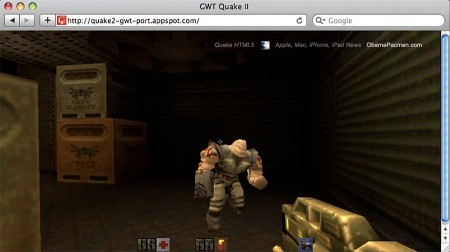 GWT Quake II
http://quake2-gwt-port.appspot.com/
Google
Quake HTML5 Apple, Mac, iPhone, iPad News ObamaPacman.com